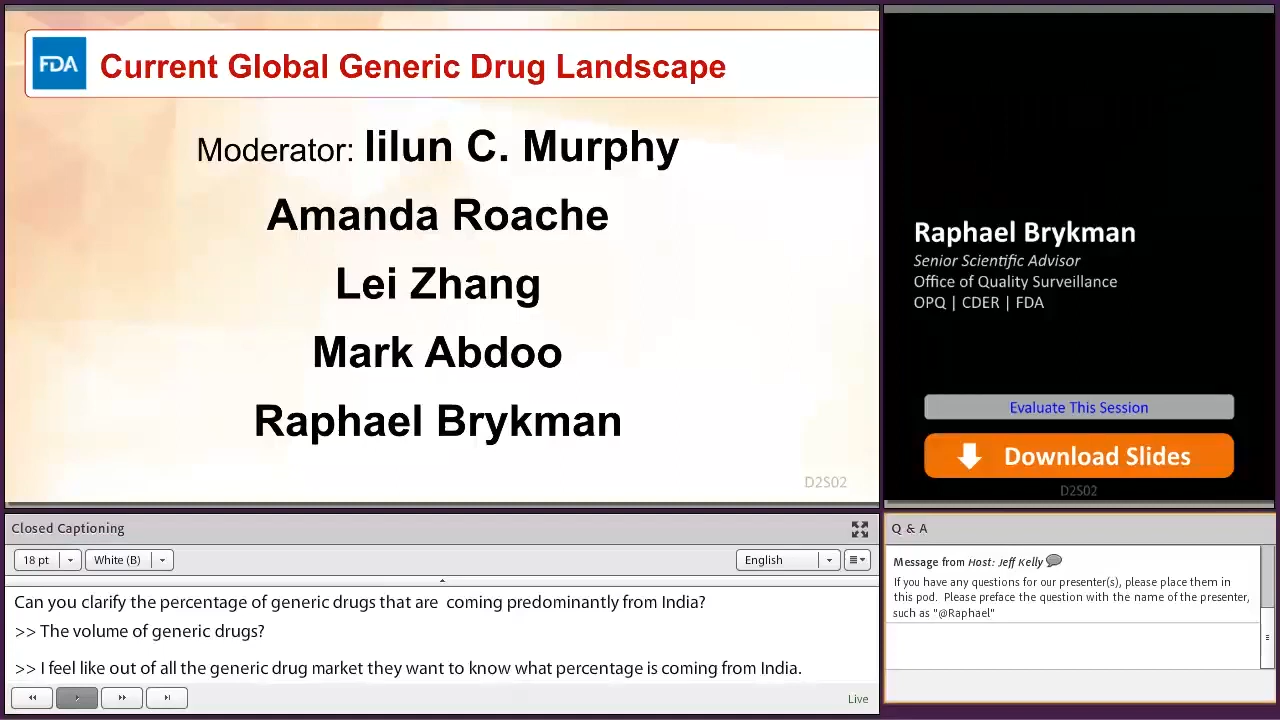 FDA
Current Global Generic Drug Landscape
Moderator: Iilun C. Murphy
Amanda Roache
Lei Zhang
Mark Abdoo
Raphael Brykman
D2S02
Raphael Brykman
Senior Scientific Advisor
Office of Quality Surveillance
OPQ | CDER | FDA
Evaluate This Session
Download Slides
D2S02
Closed Captioning
18 pt
White (B)
English
Can you clarify the percentage of generic drugs that are coming predominantly from India?
>> The volume of generic drugs?
>> I feel like out of all the generic drug market they want to know what percentage is coming from India.
Live
Q & A
Message from Host: Jeff Kelly
If you have any questions for our presenter(s), please place them in
this pod. Please preface the question with the name of the presenter,
such as "@Raphael"